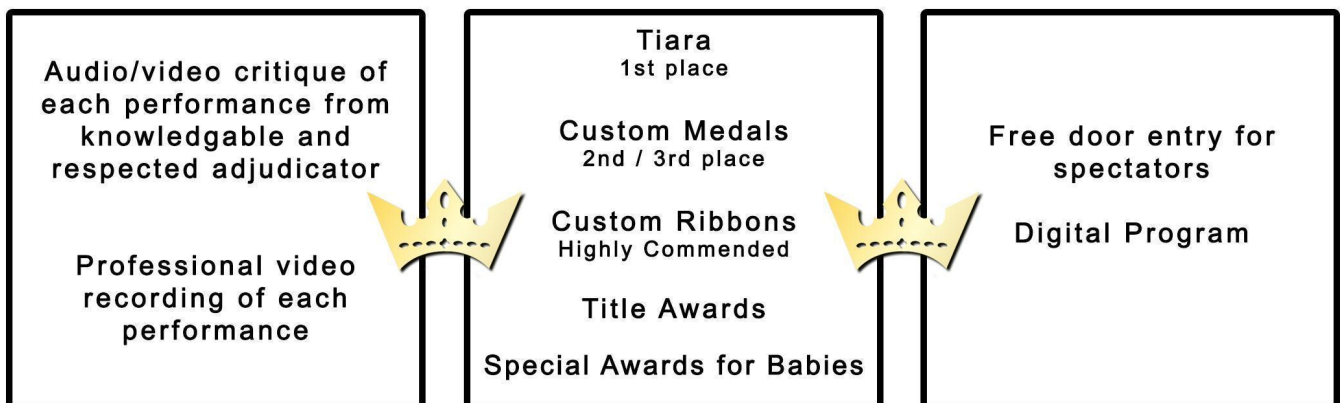 Audio/video critique of
each performance from
knowledgable and
respected adjudicator
Professional video
recording of each
performance
Tiara
1st place
Custom Medals
2nd / 3rd place
Custom Ribbons
Highly Commended
Title Awards
Special Awards for Babies
Free door entry for
spectators
Digital Program